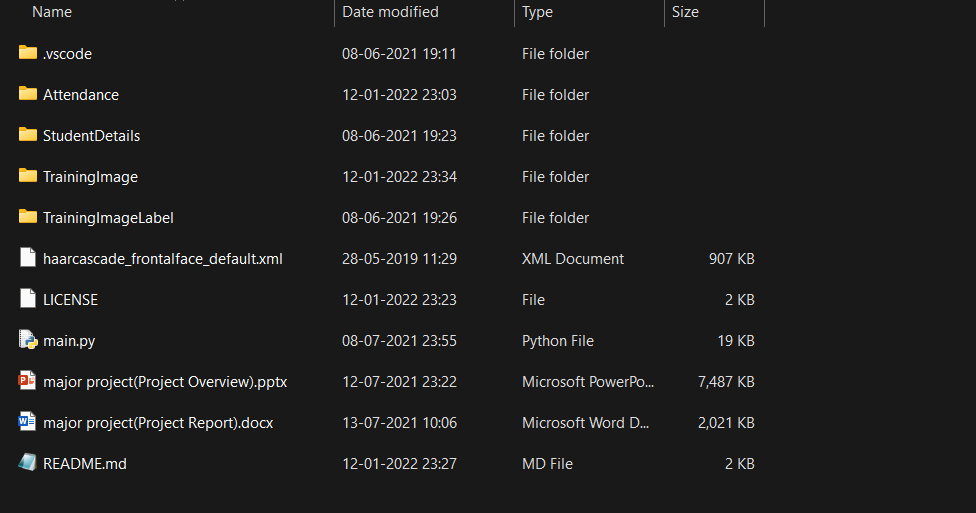 Name Date modified Type Size
.vscode 08-06-2021 19:11 File folder
Attendance 12-01-2022 23:03 File folder
StudentDetails 08-06-2021 19:23 File folder
TrainingImage 12-01-2022 23:34 File folder
TrainingImageLabel 08-06-2021 19:26 File folder
haarcascade_frontalface_default.xml 28-05-2019 11:29 XML Document 907 KB
LICENSE 12-01-2022 23:23 File 2 KB
main.py 08-07-2021 23:55 Python File 19 KB
major project(Project Overview).pptx 12-07-2021 23:22 Microsoft PowerPo... 7,487 KB
major project(Project Report).docx 13-07-2021 10:06 Microsoft Word D... 2,021 KB
README.md 12-01-2022 23:27 MD File 2 KB